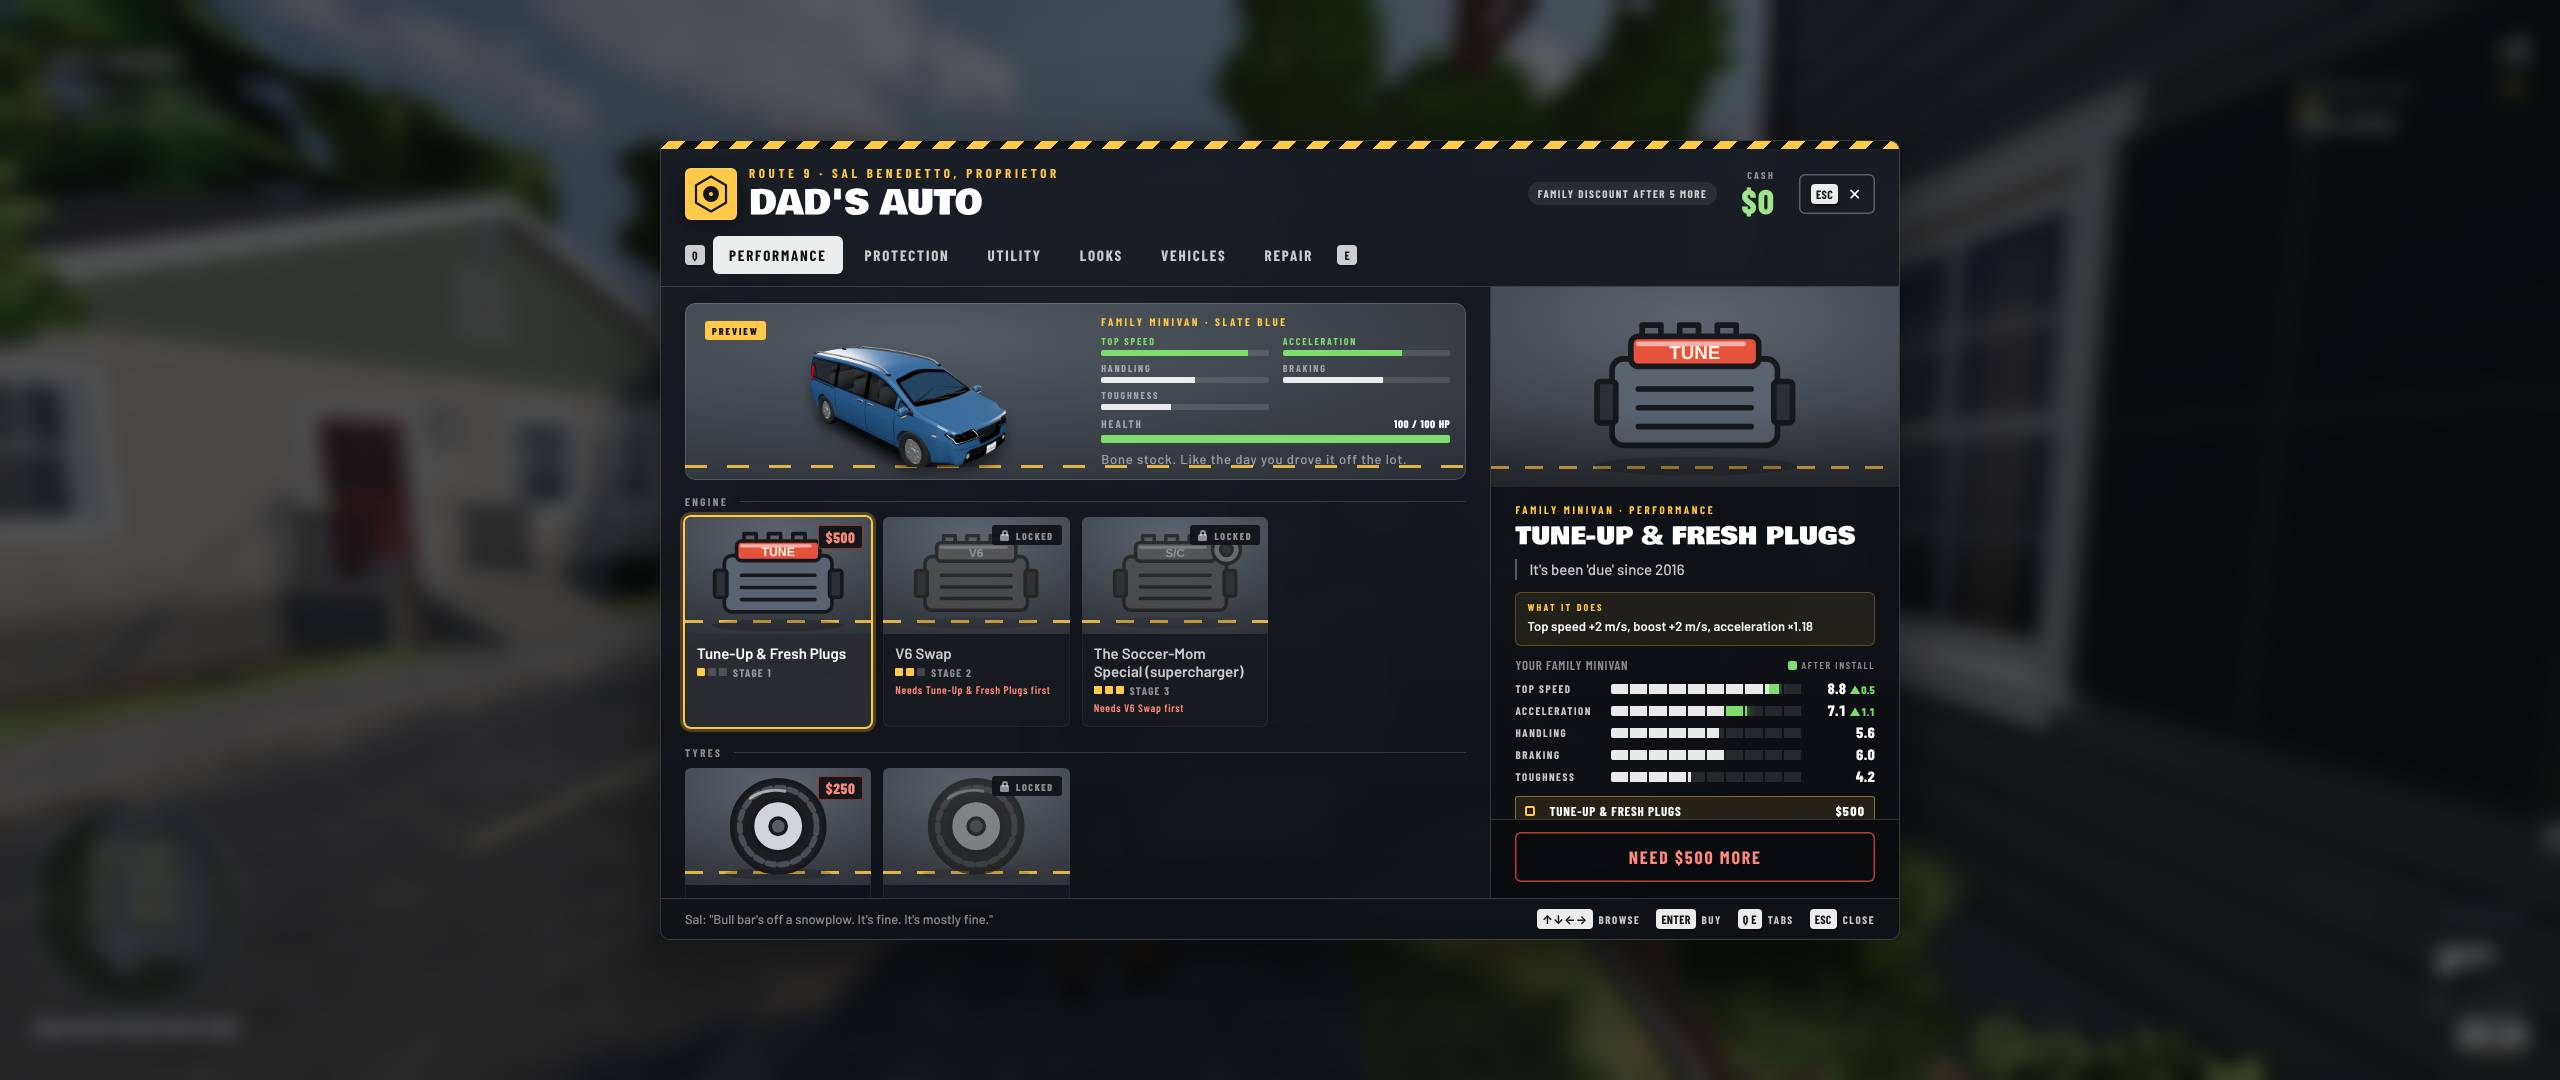 ROUTE 9 · SAL BENEDETTO, PROPRIETOR
DAD'S AUTO
FAMILY DISCOUNT AFTER 5 MORE
CASH
$0
ESC ✕
Q PERFORMANCE PROTECTION UTILITY LOOKS VEHICLES REPAIR E
PREVIEW
FAMILY MINIVAN · SLATE BLUE
TOP SPEED ACCELERATION
HANDLING BRAKING
TOUGHNESS
HEALTH 100 / 100 HP
Bone stock. Like the day you drove it off the lot.
ENGINE
TUNE $500
Tune-Up & Fresh Plugs
STAGE 1
V6 LOCKED
V6 Swap
STAGE 2
Needs Tune-Up & Fresh Plugs first
S/C LOCKED
The Soccer-Mom
Special (supercharger)
STAGE 3
Needs V6 Swap first
TYRES
$250
LOCKED
TUNE
FAMILY MINIVAN · PERFORMANCE
TUNE-UP & FRESH PLUGS
It's been 'due' since 2016
WHAT IT DOES
Top speed +2 m/s, boost +2 m/s, acceleration ×1.18
YOUR FAMILY MINIVAN AFTER INSTALL
TOP SPEED 8.8 ▲0.5
ACCELERATION 7.1 ▲1.1
HANDLING 5.6
BRAKING 6.0
TOUGHNESS 4.2
TUNE-UP & FRESH PLUGS $500
NEED $500 MORE
Sal: "Bull bar's off a snowplow. It's fine. It's mostly fine."
↑↓←→ BROWSE ENTER BUY Q E TABS ESC CLOSE